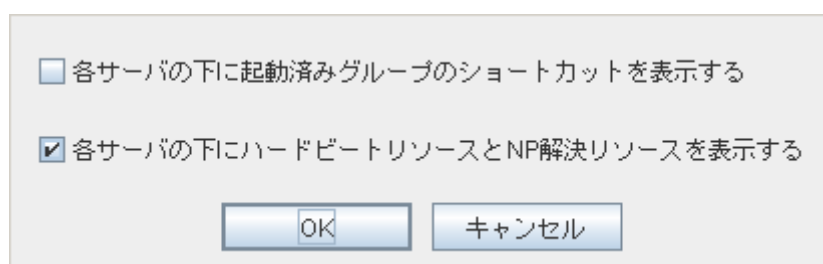 各サーバの下に起動済みグループのショートカットを表示する
各サーバの下にハードビートリソースとNP解決リソースを表示する
OK キャンセル